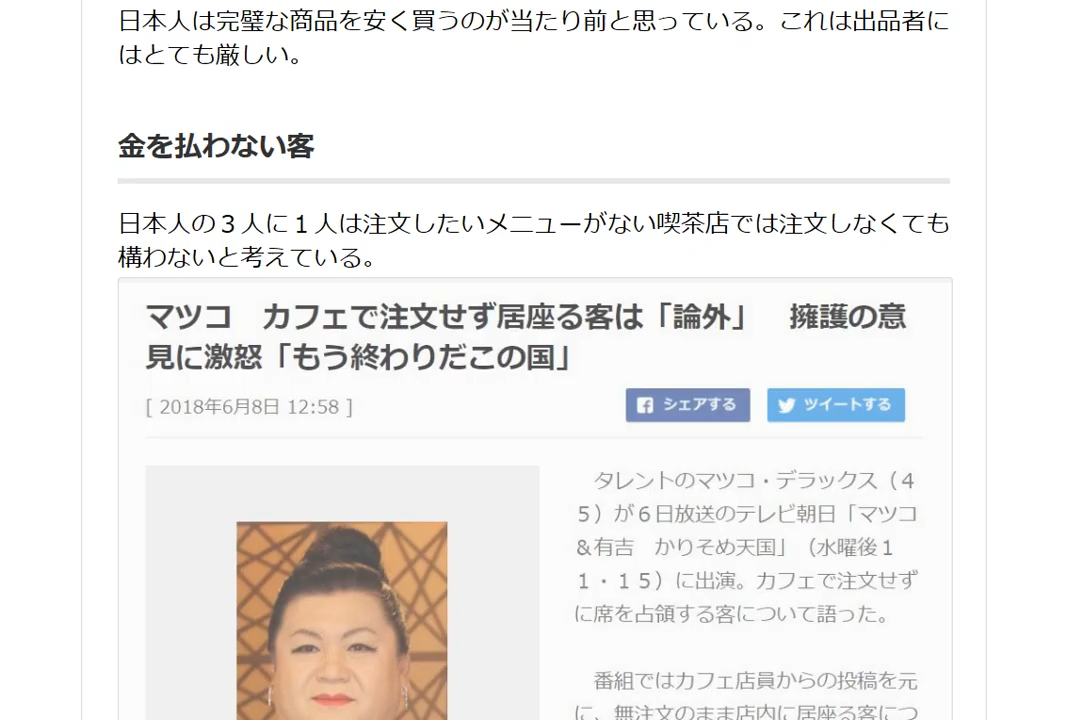 日本人は完璧な商品を安く買うのが当たり前と思っている。これは出品者に
はとても厳しい。
金を払わない客
日本人の３人に１人は注文したいメニューがない喫茶店では注文しなくても
構わないと考えている。
マツコ　カフェで注文せず居座る客は「論外」　擁護の意
見に激怒「もう終わりだこの国」
[ 2018年6月8日 12:58 ]
シェアする
ツイートする
タレントのマツコ・デラックス（４
５）が６日放送のテレビ朝日「マツコ
＆有吉　かりそめ天国」（水曜後１
１・１５）に出演。カフェで注文せず
に席を占領する客について語った。
番組ではカフェ店員からの投稿を元
に、無注文のまま店内に居座る客につ